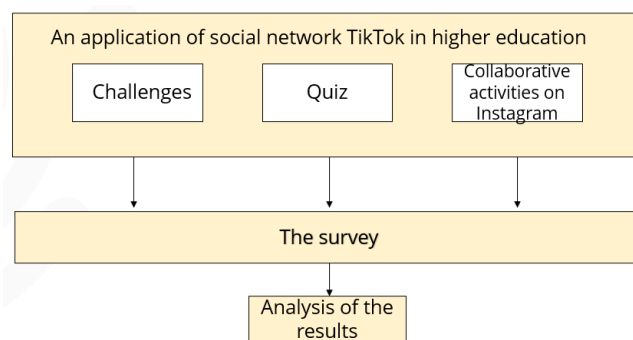 An application of social network TikTok in higher education
Challenges
Quiz
Collaborative
activities on
Instagram
The survey
Analysis of the
results